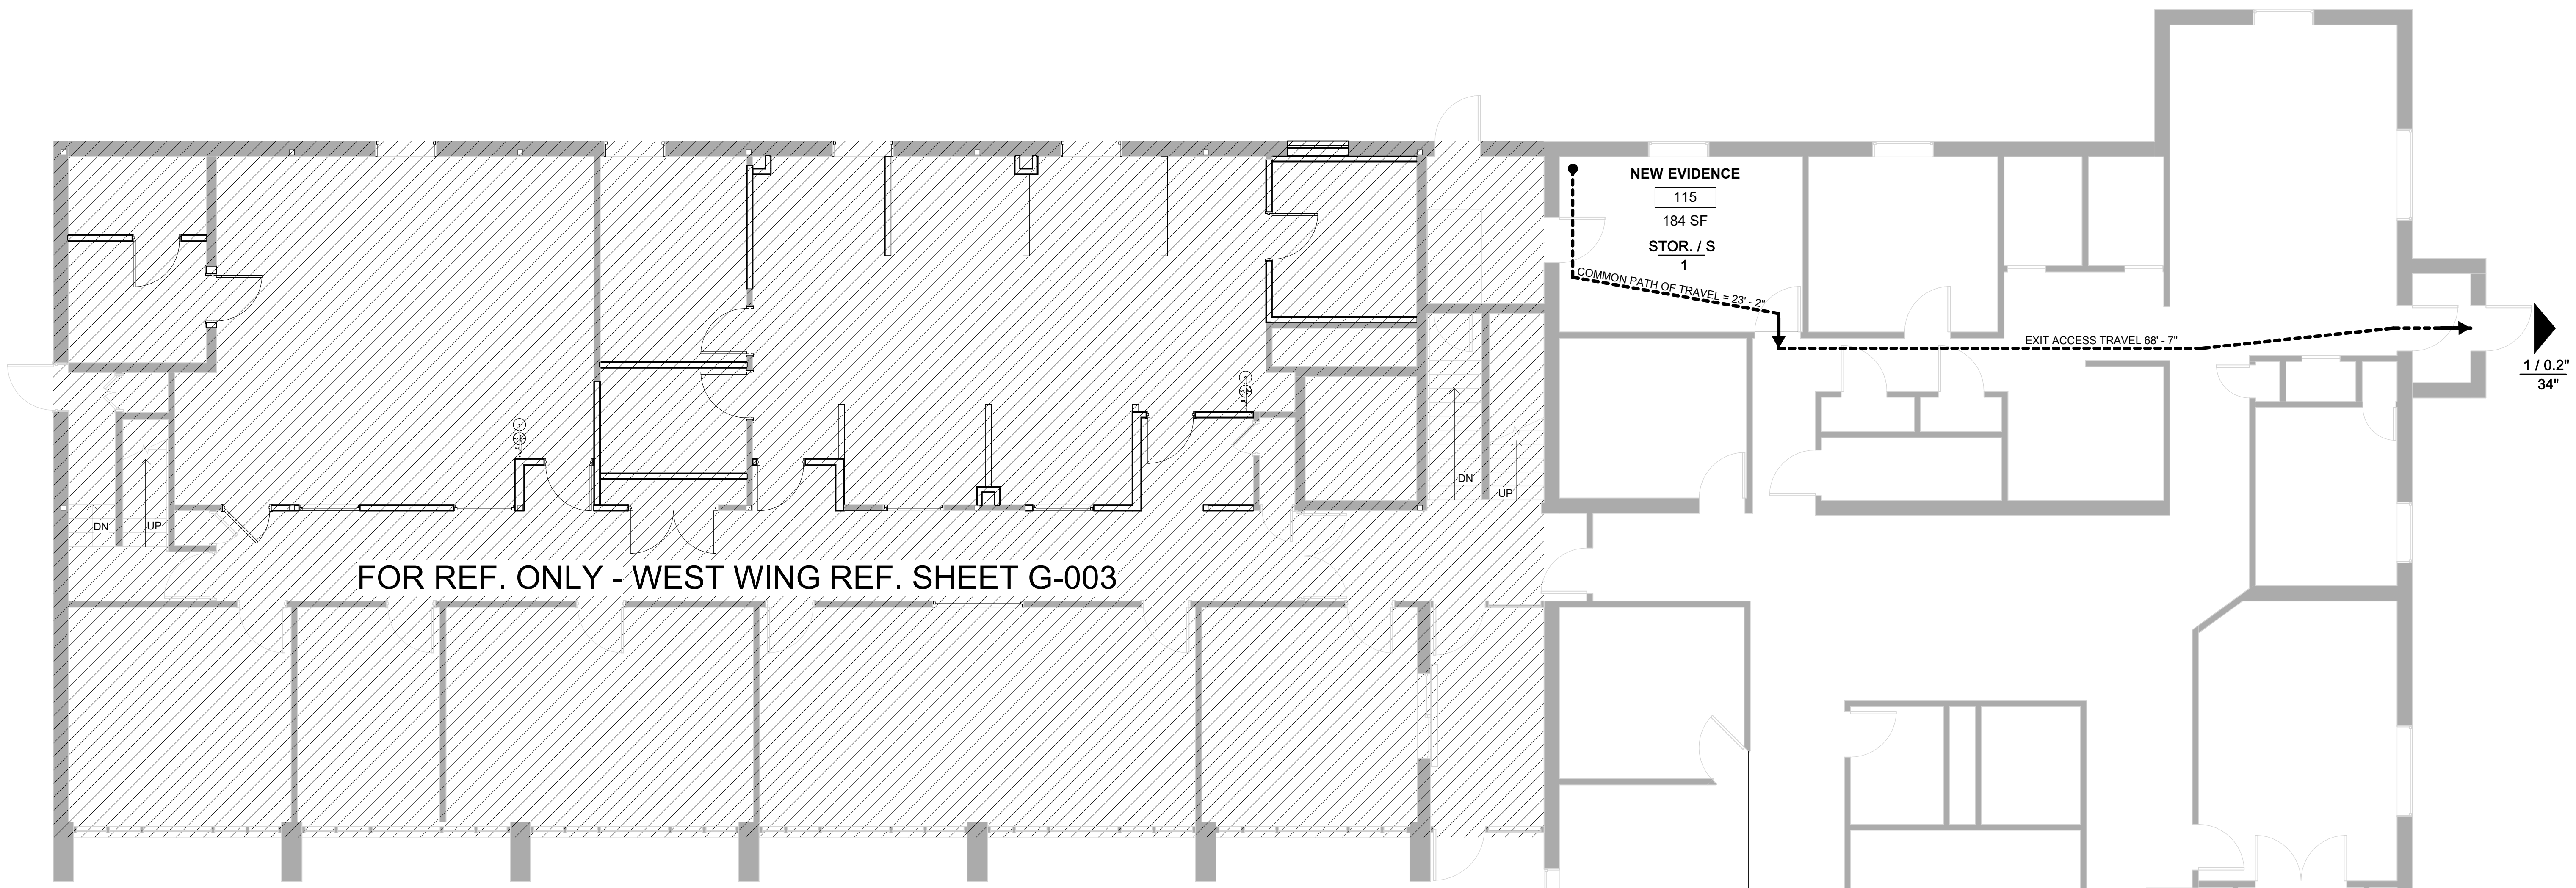 NEW EVIDENCE
115
184 SF
STOR. / S
1
COMMON PATH OF TRAVEL = 23' - 2"
EXIT ACCESS TRAVEL 68' - 7"
1 / 0.2"
34"
DN
UP
DN
UP
FOR REF. ONLY - WEST WING REF. SHEET G-003